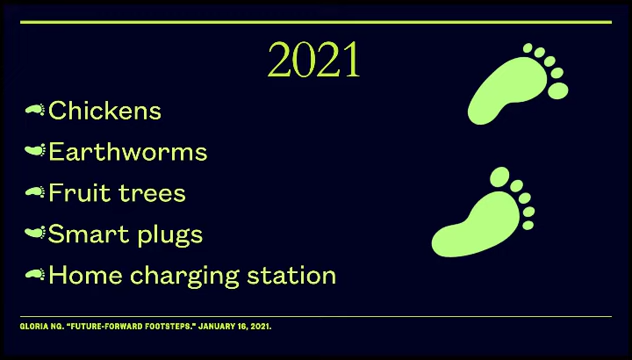 2021
Chickens
Earthworms
Fruit trees
Smart plugs
Home charging station
GLORIA NG. "FUTURE-FORWARD FOOTSTEPS." JANUARY 16, 2021.